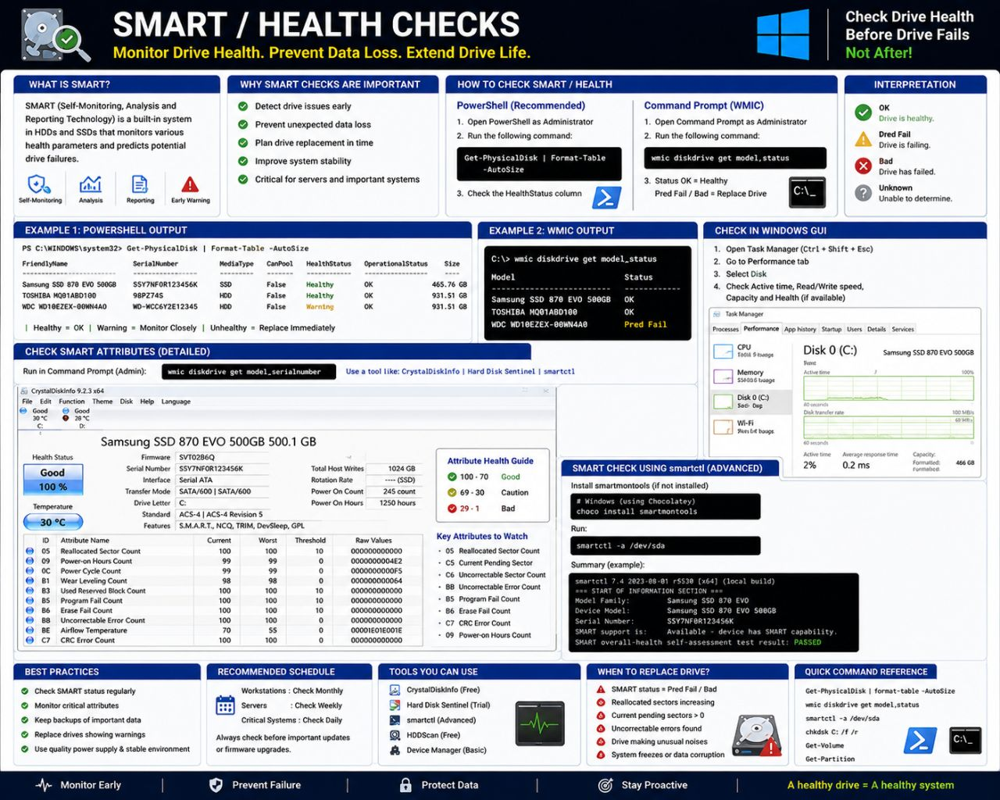 SMART / HEALTH CHECKS
Monitor Drive Health. Prevent Data Loss. Extend Drive Life.
Check Drive Health
Before Drive Fails
Not After!
WHAT IS SMART?
SMART (Self-Monitoring, Analysis and
Reporting Technology) is a built-in system
in HDDs and SSDs that monitors various
health parameters and predicts potential
drive failures.
Self-Monitoring
Analysis
Reporting
Early Warning
WHY SMART CHECKS ARE IMPORTANT
Detect drive issues early
Prevent unexpected data loss
Plan drive replacement in time
Improve system stability
Critical for servers and important systems
HOW TO CHECK SMART / HEALTH
PowerShell (Recommended)
1. Open PowerShell as Administrator
2. Run the following command:
Get-PhysicalDisk | Format-Table
-AutoSize
3. Check the HealthStatus column
Command Prompt (WMIC)
1. Open Command Prompt as Administrator
2. Run the following command:
wmic diskdrive get model,status
3. Status OK = Healthy
Pred Fail / Bad = Replace Drive
C:\_
INTERPRETATION
OK
Drive is healthy.
Dred Fail
Drive is failing.
Bad
Drive has failed.
Unknown
Unable to determine.
EXAMPLE 1: POWERSHELL OUTPUT
PS C:\WINDOWS\system32> Get-PhysicalDisk | Format-Table -AutoSize
FriendlyName SerialNumber MediaType CanPool HealthStatus OperationalStatus Size
Samsung SSD 870 EVO 500GB SSY7NF0R123456K SSD False Healthy OK 465.76 GB
TOSHIBA MQ01ABD100 98PZ74S HDD False Healthy OK 931.51 GB
WDC WD10EZEX-00WN4A0 WD-WCC6Y2E12345 HDD False Warning OK 931.51 GB
| Healthy = OK | Warning = Monitor Closely | Unhealthy = Replace Immediately
EXAMPLE 2: WMIC OUTPUT
C:\> wmic diskdrive get model_status
Model Status
Samsung SSD 870 EVO 500GB OK
TOSHIBA MQ01ABD100 OK
WDC WD10EZEX-00WN4A0 Pred Fail
CHECK IN WINDOWS GUI
1. Open Task Manager (Ctrl + Shift + Esc)
2. Go to Performance tab
3. Select Disk
4. Check Active time, Read/Write speed,
Capacity and Health (if available)
Task Manager
Processes Performance App history Startup Users Details Services
CPU
Memory
Disk 0 (C:)
Wi-Fi
Disk 0 (C:) Samsung SSD 870 EVO 500GB
Active time 100%
60 seconds
Disk transfer rate 100 MB/s
60 seconds 0
Active time Average response time Capacity:
2% 0.2 ms Formatted: 466 GB
CHECK SMART ATTRIBUTES (DETAILED)
Run in Command Prompt (Admin): wmic diskdrive get model_serialnumber Use a tool like: CrystalDiskInfo | Hard Disk Sentinel | smartctl
CrystalDiskInfo 9.2.3 x64
File Edit Function Theme Disk Help Language
Good Good
30 °C 28 °C
C: D:
Samsung SSD 870 EVO 500GB 500.1 GB
Health Status
Good
100 %
Temperature
30 °C
Firmware SVT02B6Q
Serial Number SSY7NF0R123456K
Interface Serial ATA
Transfer Mode SATA/600 | SATA/600
Drive Letter C:
Standard ACS-4 | ACS-4 Revision 5
Features S.M.A.R.T., NCQ, TRIM, DevSleep, GPL
Total Host Writes 1024 GB
Rotation Rate ---- (SSD)
Power On Count 245 count
Power On Hours 1250 hours
ID Attribute Name Current Worst Threshold Raw Values
05 Reallocated Sector Count 100 100 10 000000000000
09 Power-on Hours Count 99 99 0 0000000004E2
0C Power Cycle Count 99 99 0 0000000000F5
B1 Wear Leveling Count 98 98 0 000000000064
B3 Used Reserved Block Count 100 100 10 000000000000
B5 Program Fail Count 100 100 10 000000000000
B6 Erase Fail Count 100 100 10 000000000000
BB Uncorrectable Error Count 100 100 0 000000000000
BE Airflow Temperature 70 55 0 00001E01E001E
C7 CRC Error Count 100 100 0 000000000000
Attribute Health Guide
100 - 70 Good
69 - 30 Caution
29 - 1 Bad
Key Attributes to Watch
05 Reallocated Sector Count
C5 Current Pending Sector
C6 Uncorrectable Sector Count
BB Uncorrectable Error Count
B5 Program Fail Count
B6 Erase Fail Count
C7 CRC Error Count
09 Power-on Hours Count
SMART CHECK USING smartctl (ADVANCED)
Install smartmontools (if not installed)
# Windows (using Chocolatey)
choco install smartmontools
Run:
smartctl -a /dev/sda
Summary (example):
smartctl 7.4 2023-08-01 r5530 [x64] (local build)
=== START OF INFORMATION SECTION ===
Model Family: Samsung SSD 870 EVO
Device Model: Samsung SSD 870 EVO 500GB
Serial Number: SSY7NF0R123456K
SMART support is: Available - device has SMART capability.
SMART overall-health self-assessment test result: PASSED
BEST PRACTICES
Check SMART status regularly
Monitor critical attributes
Keep backups of important data
Replace drives showing warnings
Use quality power supply & stable environment
RECOMMENDED SCHEDULE
Workstations : Check Monthly
Servers : Check Weekly
Critical Systems : Check Daily
Always check before important updates
or firmware upgrades.
TOOLS YOU CAN USE
CrystalDiskInfo (Free)
Hard Disk Sentinel (Trial)
smartctl (Advanced)
HDDScan (Free)
Device Manager (Basic)
WHEN TO REPLACE DRIVE?
SMART status = Pred Fail / Bad
Reallocated sectors increasing
Current pending sectors > 0
Uncorrectable errors found
Drive making unusual noises
System freezes or data corruption
QUICK COMMAND REFERENCE
Get-PhysicalDisk | format-table -AutoSize
wmic diskdrive get model,status
smartctl -a /dev/sda
chkdsk C: /f /r
Get-Volume
Get-Partition
C:\_
Monitor Early | Prevent Failure | Protect Data | Stay Proactive | A healthy drive = A healthy system